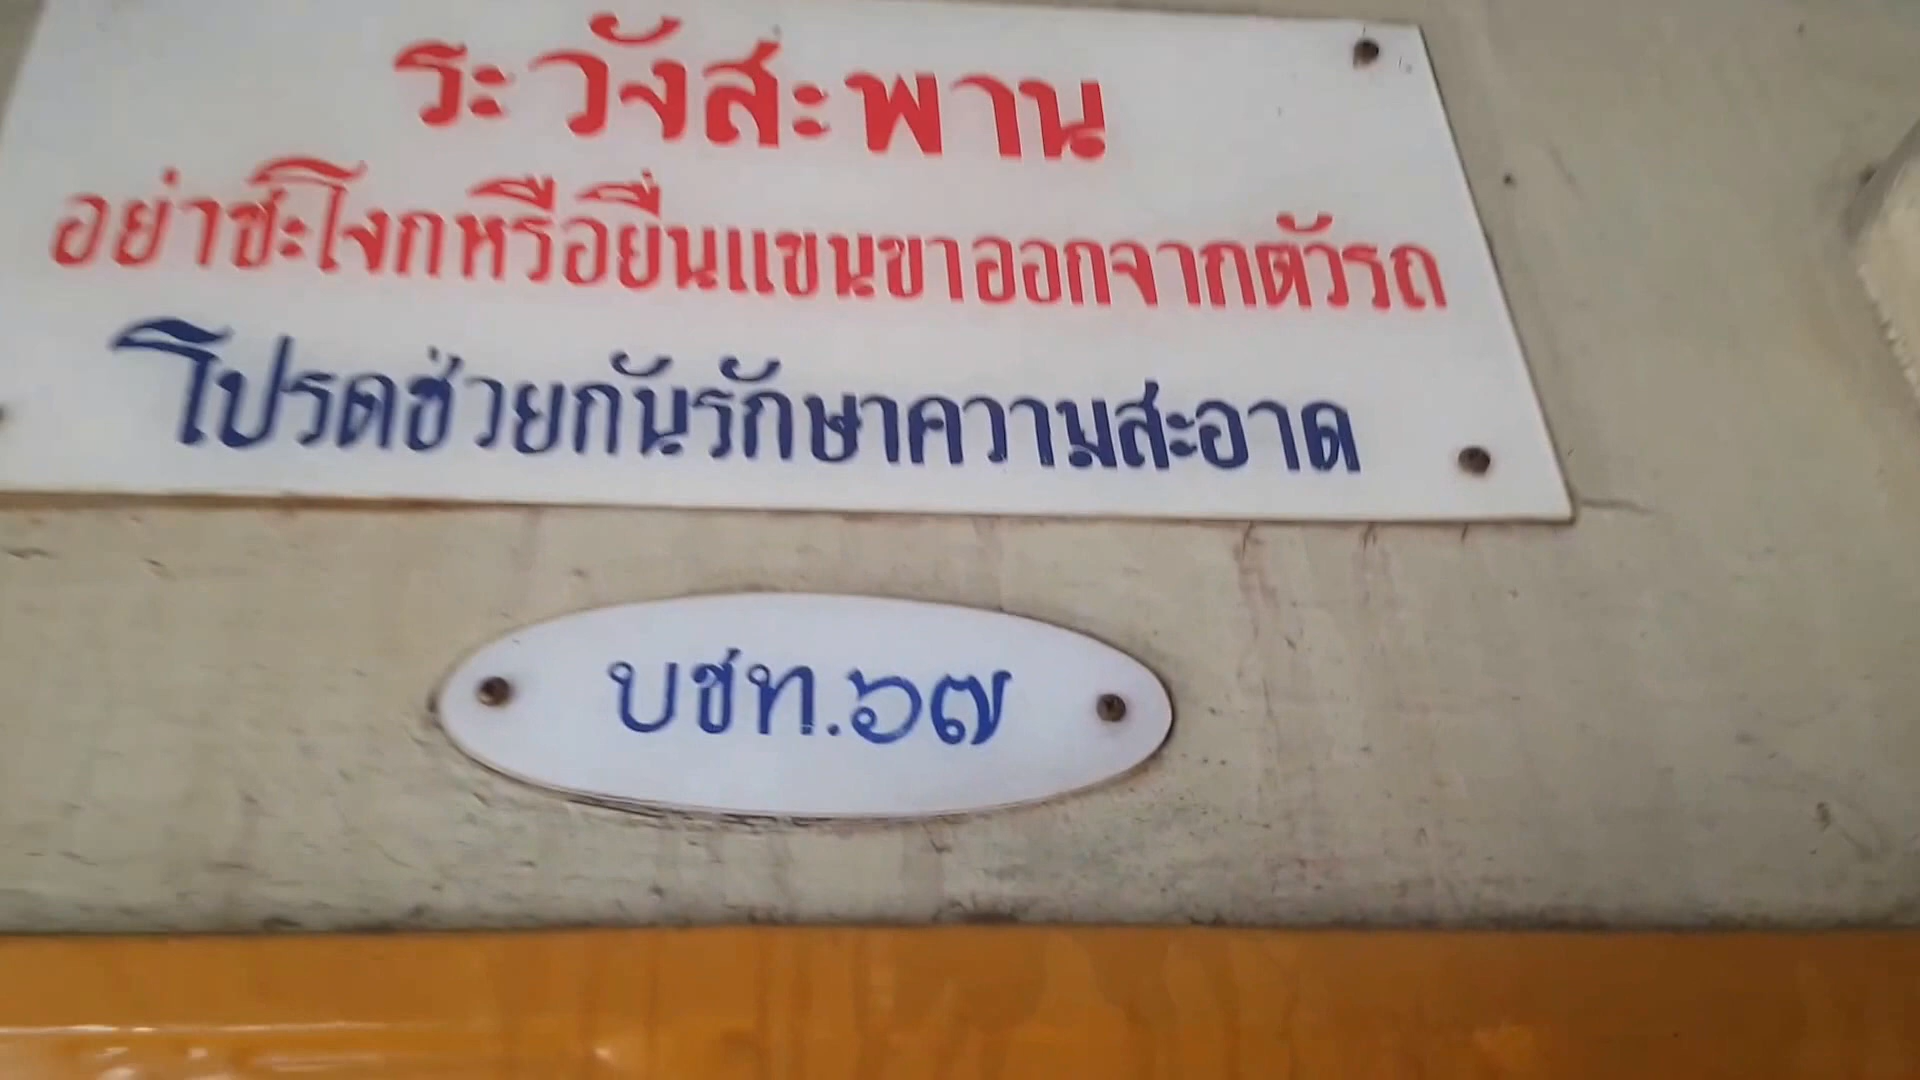 ระวังสะพาน
อย่าชะโงกหรือยื่นแขนขาออกจากตัวรถ
โปรดช่วยกันรักษาความสะอาด
บชท.๖๗